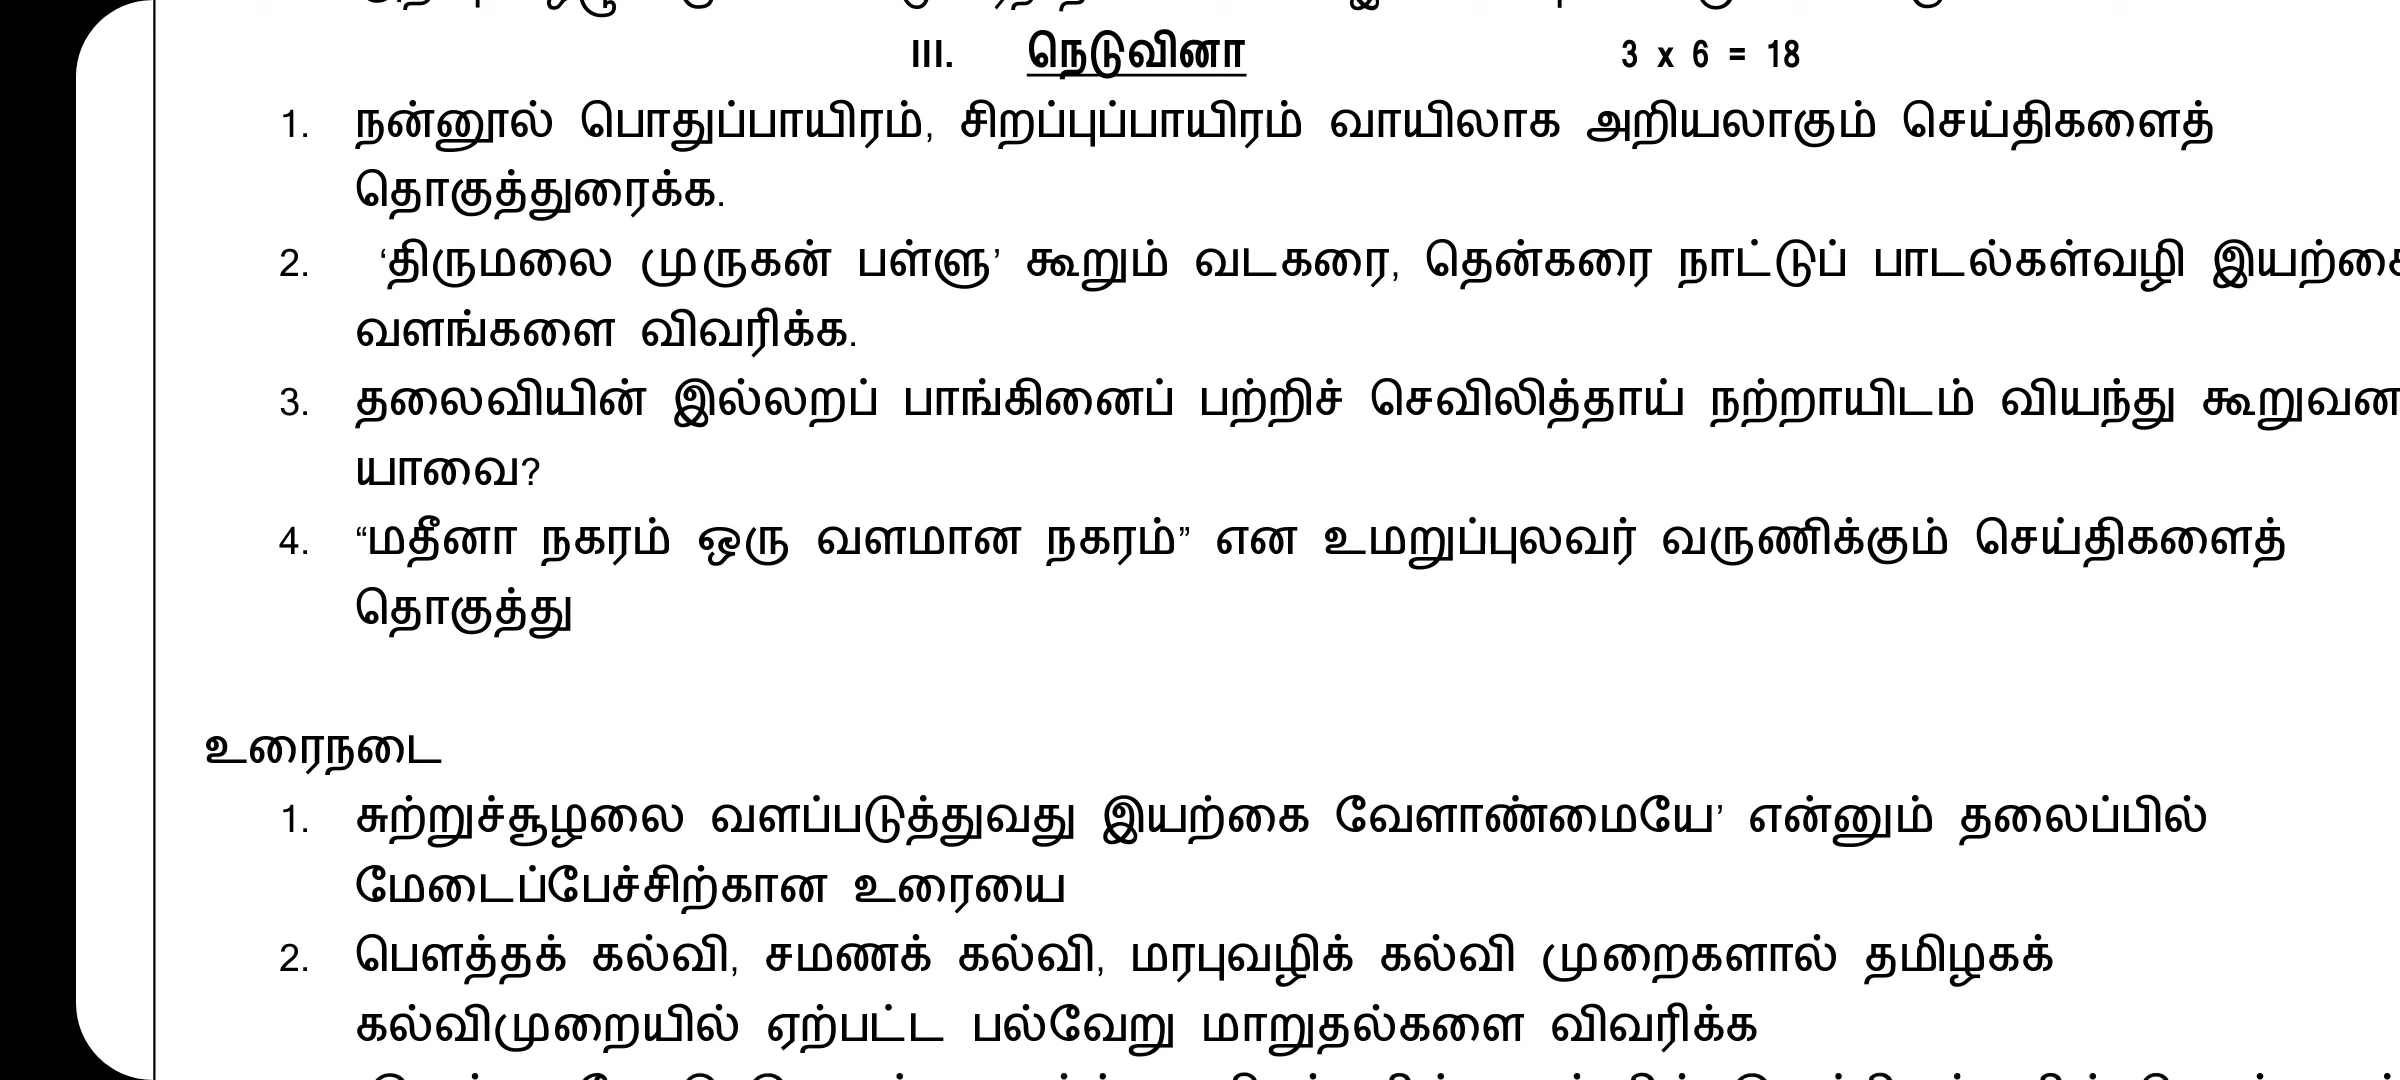 III. நெடுவினா 3 x 6 = 18
1. நன்னூல் பொதுப்பாயிரம், சிறப்புப்பாயிரம் வாயிலாக அறியலாகும் செய்திகளைத்
தொகுத்துரைக்க.
2. ‘திருமலை முருகன் பள்ளு’ கூறும் வடகரை, தென்கரை நாட்டுப் பாடல்கள்வழி
வளங்களை விவரிக்க.
3. தலைவியின் இல்லறப் பாங்கினைப் பற்றிச் செவிலித்தாய் நற்றாயிடம் வியந்து கூறுவன
யாவை?
4. “மதீனா நகரம் ஒரு வளமான நகரம்” என உமறுப்புலவர் வருணிக்கும் செய்திகளைத்
தொகுத்து
உரைநடை
1. சுற்றுச்சூழலை வளப்படுத்துவது இயற்கை வேளாண்மையே’ என்னும் தலைப்பில்
மேடைப்பேச்சிற்கான உரையை
2. பௌத்தக் கல்வி, சமணக் கல்வி, மரபுவழிக் கல்வி முறைகளால் தமிழகக்
கல்விமுறையில் ஏற்பட்ட பல்வேறு மாறுதல்களை விவரிக்க